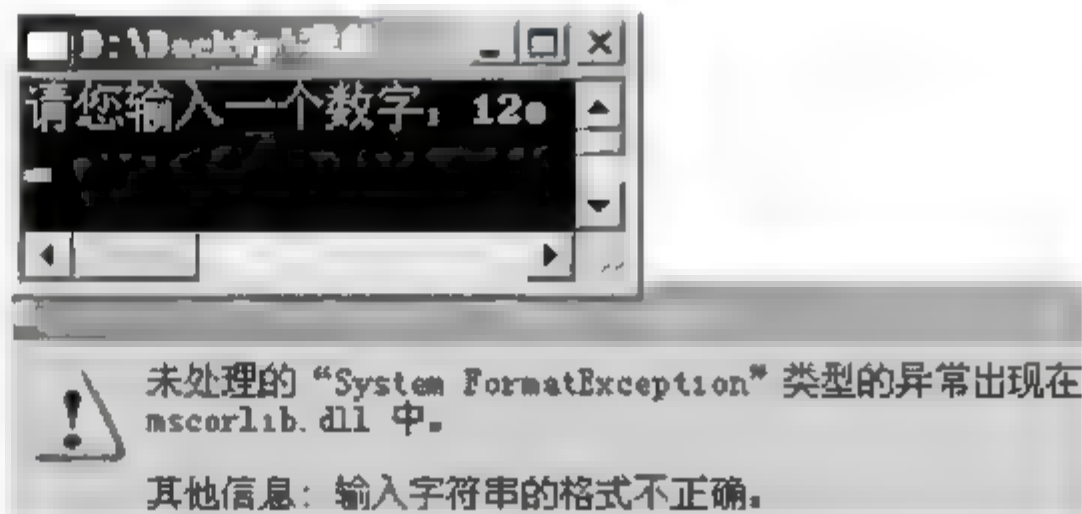 请您输入一个数字：12e
未处理的“System FormatException”类型的异常出现在
mscorlib.dll 中。
其他信息：输入字符串的格式不正确。